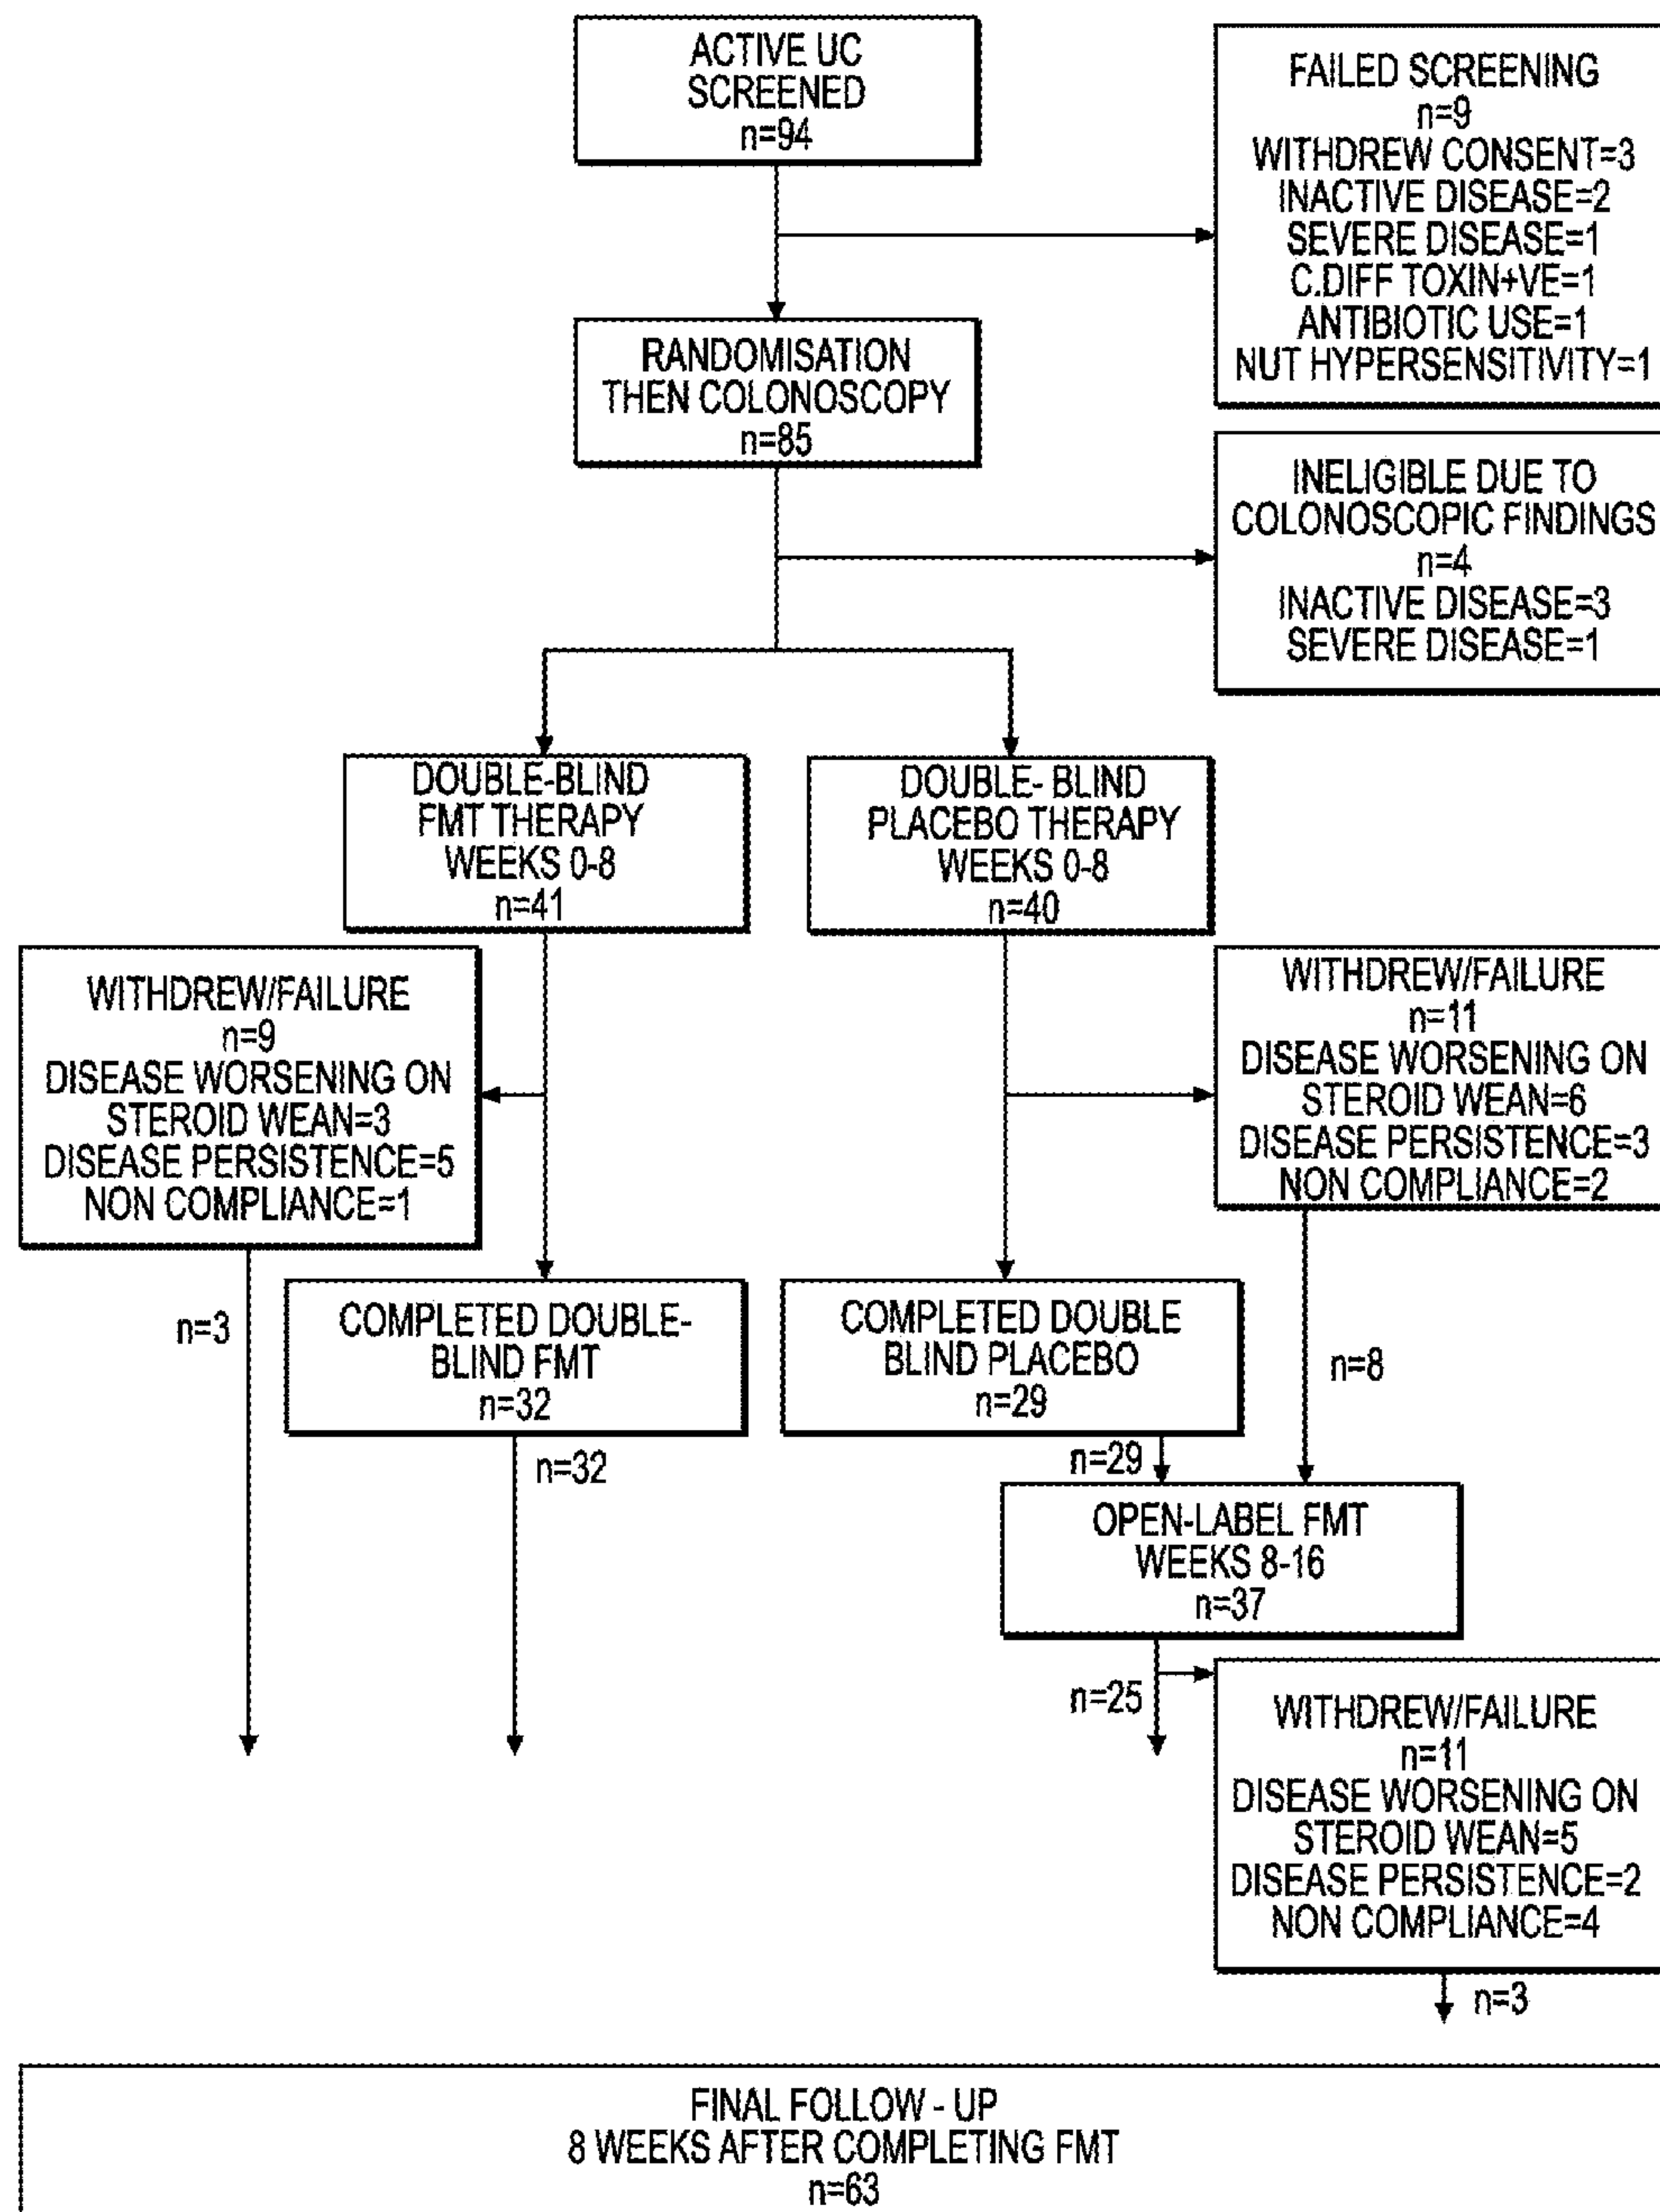 ACTIVE UC
SCREENED
n=94
FAILED SCREENING
n=9
WITHDREW CONSENT=3
INACTIVE DISEASE=2
SEVERE DISEASE=1
C.DIFF TOXIN+VE=1
ANTIBIOTIC USE=1
NUT HYPERSENSITIVITY=1
RANDOMISATION
THEN COLONOSCOPY
n=85
INELIGIBLE DUE TO
COLONOSCOPIC FINDINGS
n=4
INACTIVE DISEASE=3
SEVERE DISEASE=1
DOUBLE-BLIND
FMT THERAPY
WEEKS 0-8
n=41
DOUBLE- BLIND
PLACEBO THERAPY
WEEKS 0-8
n=40
WITHDREW/FAILURE
n=9
DISEASE WORSENING ON
STEROID WEAN=3
DISEASE PERSISTENCE=5
NON COMPLIANCE=1
WITHDREW/FAILURE
n=11
DISEASE WORSENING ON
STEROID WEAN=6
DISEASE PERSISTENCE=3
NON COMPLIANCE=2
n=3
COMPLETED DOUBLE-
BLIND FMT
n=32
COMPLETED DOUBLE
BLIND PLACEBO
n=29
n=8
n=32
n=29
OPEN-LABEL FMT
WEEKS 8-16
n=37
n=25
WITHDREW/FAILURE
n=11
DISEASE WORSENING ON
STEROID WEAN=5
DISEASE PERSISTENCE=2
NON COMPLIANCE=4
n=3
FINAL FOLLOW - UP
8 WEEKS AFTER COMPLETING FMT
n=63